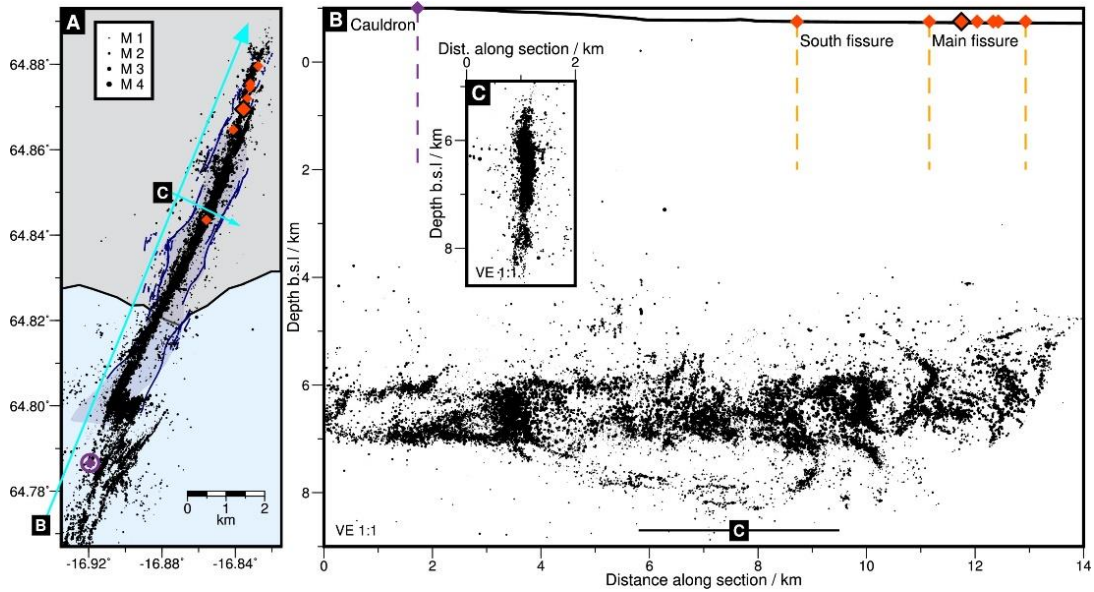 A
M 1
M 2
M 3
M 4
64.88°
64.86°
64.84°
64.82°
64.80°
64.78°
C
B
0 1 2
km
-16.92°
-16.88°
-16.84°
B
Cauldron
South fissure
Main fissure
Dist. along section / km
0 2
C
6
8
Depth b.s.l / km
VE 1:1
0
2
4
6
8
Depth b.s.l / km
VE 1:1
C
0 2 4 6 8 10 12 14
Distance along section / km